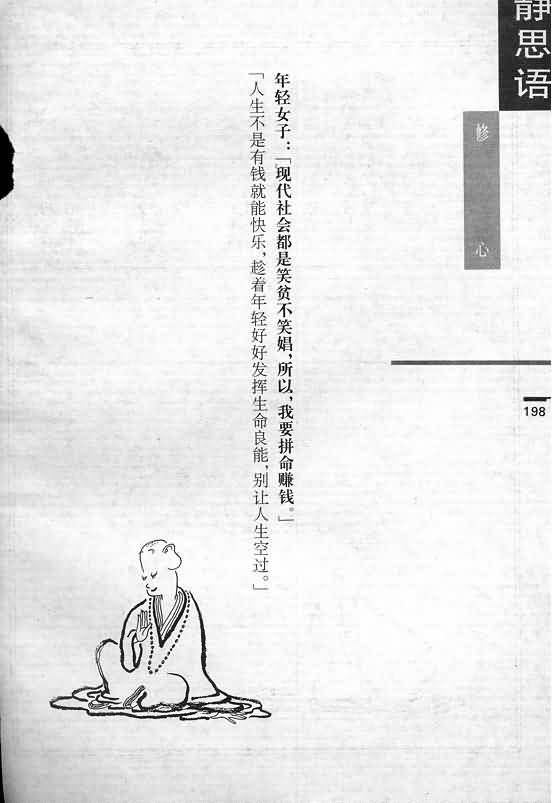 静思语
修心
198
年轻女子：「现代社会都是笑贫不笑娼，所以，我要拼命赚钱。」
「人生不是有钱就能快乐，趁着年轻好好发挥生命良能，别让人生空过。」